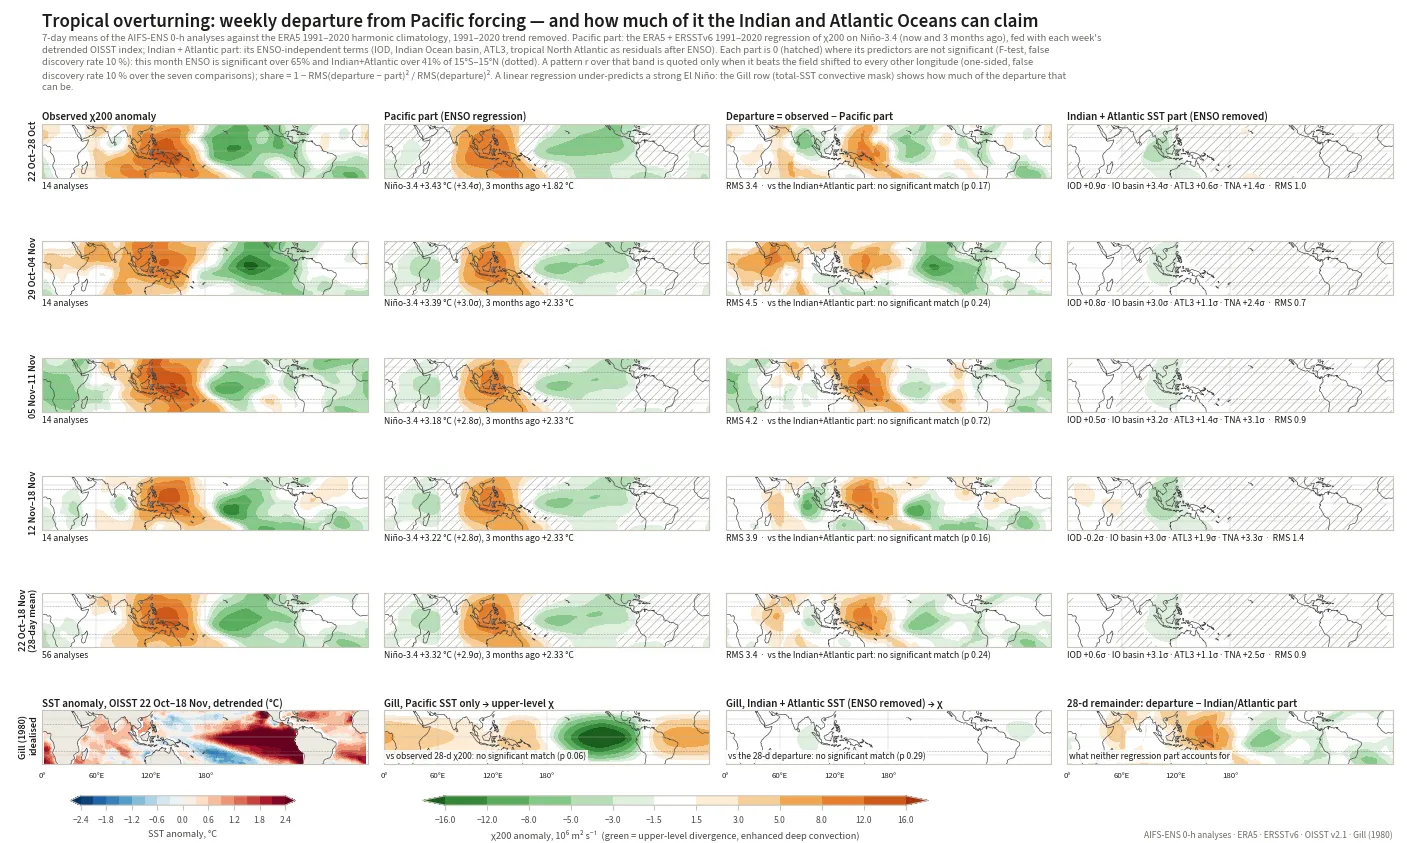 Tropical overturning: weekly departure from Pacific forcing — and how much of it the Indian and Atlantic Oceans can claim
7-day means of the AIFS-ENS 0-h analyses against the ERA5 1991–2020 harmonic climatology, 1991–2020 trend removed. Pacific part: the ERA5 + ERSSTv6 1991–2020 regression of χ200 on Niño-3.4 (now and 3 months ago), fed with each week's
detrended OISST index; Indian + Atlantic part: its ENSO-independent terms (IOD, Indian Ocean basin, ATL3, tropical North Atlantic as residuals after ENSO). Each part is 0 (hatched) where its predictors are not significant (F-test, false
discovery rate 10 %): this month ENSO is significant over 65% and Indian+Atlantic over 41% of 15°S–15°N (dotted). A pattern r over that band is quoted only when it beats the field shifted to every other longitude (one-sided, false
discovery rate 10 % over the seven comparisons); share = 1 − RMS(departure − part)² / RMS(departure)². A linear regression under-predicts a strong El Niño: the Gill row (total-SST convective mask) shows how much of the departure that
can be.
Observed χ200 anomaly
Pacific part (ENSO regression)
Departure = observed − Pacific part
Indian + Atlantic SST part (ENSO removed)
22 Oct–28 Oct
14 analyses
Niño-3.4 +3.43 °C (+3.4σ), 3 months ago +1.82 °C
RMS 3.4 · vs the Indian+Atlantic part: no significant match (p 0.17)
IOD +0.9σ · IO basin +3.4σ · ATL3 +0.6σ · TNA +1.4σ · RMS 1.0
29 Oct–04 Nov
14 analyses
Niño-3.4 +3.39 °C (+3.0σ), 3 months ago +2.33 °C
RMS 4.5 · vs the Indian+Atlantic part: no significant match (p 0.24)
IOD +0.8σ · IO basin +3.0σ · ATL3 +1.1σ · TNA +2.4σ · RMS 0.7
05 Nov–11 Nov
14 analyses
Niño-3.4 +3.18 °C (+2.8σ), 3 months ago +2.33 °C
RMS 4.2 · vs the Indian+Atlantic part: no significant match (p 0.72)
IOD +0.5σ · IO basin +3.2σ · ATL3 +1.4σ · TNA +3.1σ · RMS 0.9
12 Nov–18 Nov
14 analyses
Niño-3.4 +3.22 °C (+2.8σ), 3 months ago +2.33 °C
RMS 3.9 · vs the Indian+Atlantic part: no significant match (p 0.16)
IOD -0.2σ · IO basin +3.0σ · ATL3 +1.9σ · TNA +3.3σ · RMS 1.4
22 Oct–18 Nov
(28-day mean)
56 analyses
Niño-3.4 +3.32 °C (+2.9σ), 3 months ago +2.33 °C
RMS 3.4 · vs the Indian+Atlantic part: no significant match (p 0.24)
IOD +0.6σ · IO basin +3.1σ · ATL3 +1.1σ · TNA +2.5σ · RMS 0.9
SST anomaly, OISST 22 Oct–18 Nov, detrended (°C)
Gill, Pacific SST only → upper-level χ
Gill, Indian + Atlantic SST (ENSO removed) → χ
28-d remainder: departure − Indian/Atlantic part
Gill (1980)
idealised
vs observed 28-d χ200: no significant match (p 0.06)
vs the 28-d departure: no significant match (p 0.29)
what neither regression part accounts for
0° 60°E 120°E 180°
0° 60°E 120°E 180°
0° 60°E 120°E 180°
0° 60°E 120°E 180°
−2.4 −1.8 −1.2 −0.6 0.0 0.6 1.2 1.8 2.4
SST anomaly, °C
−16.0 −12.0 −8.0 −5.0 −3.0 −1.5 1.5 3.0 5.0 8.0 12.0 16.0
χ200 anomaly, 10⁶ m² s⁻¹ (green = upper-level divergence, enhanced deep convection)
AIFS-ENS 0-h analyses · ERA5 · ERSSTv6 · OISST v2.1 · Gill (1980)